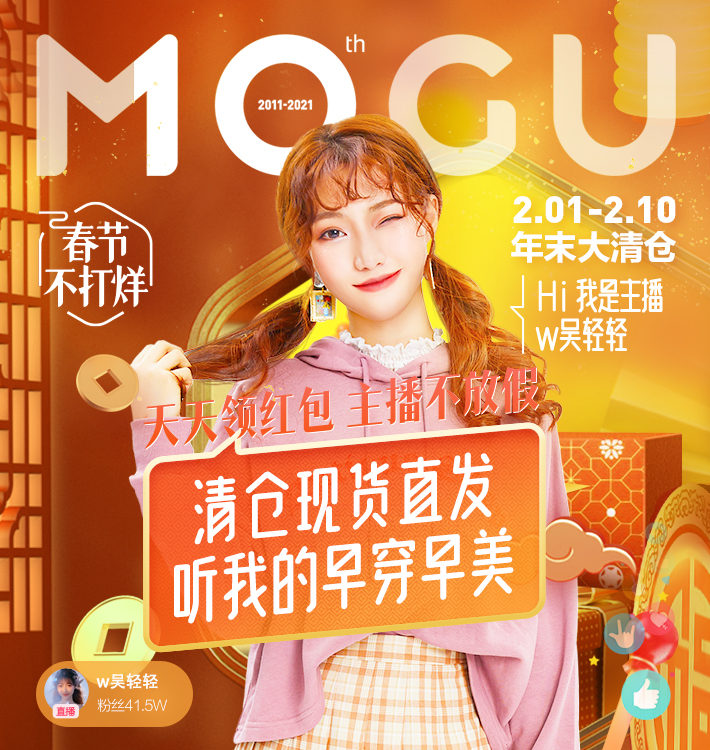 MOGU
th
2011-2021
春节
不打烊
2.01-2.10
年末大清仓
Hi 我是主播
w吴轻轻
天天领红包 主播不放假
清仓现货直发
听我的早穿早美
w吴轻轻
直播
粉丝41.5W